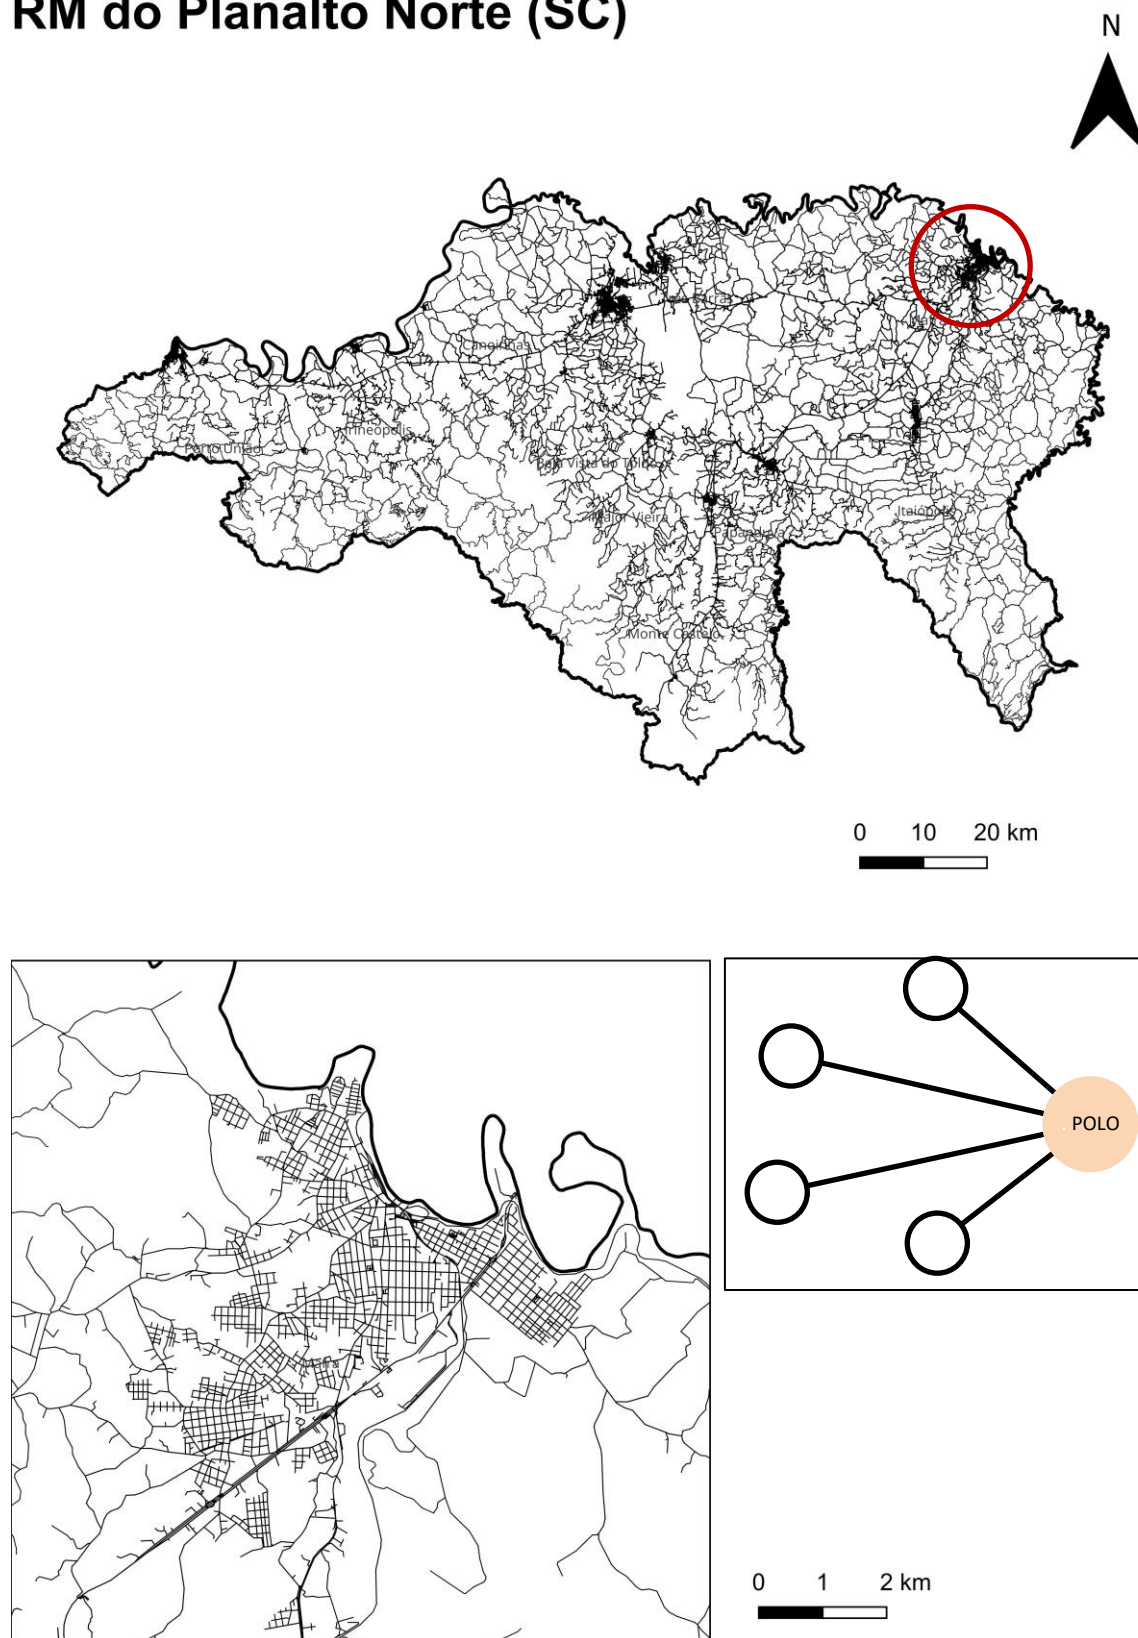 RM do Planalto Norte (SC)
N
Canoinhas
Irineópolis
Porto União
Bela Vista do Toldo
Major Vieira
Papanduva
Itaiópolis
Monte Castelo
0 10 20 km
POLO
Mafra
0 1 2 km